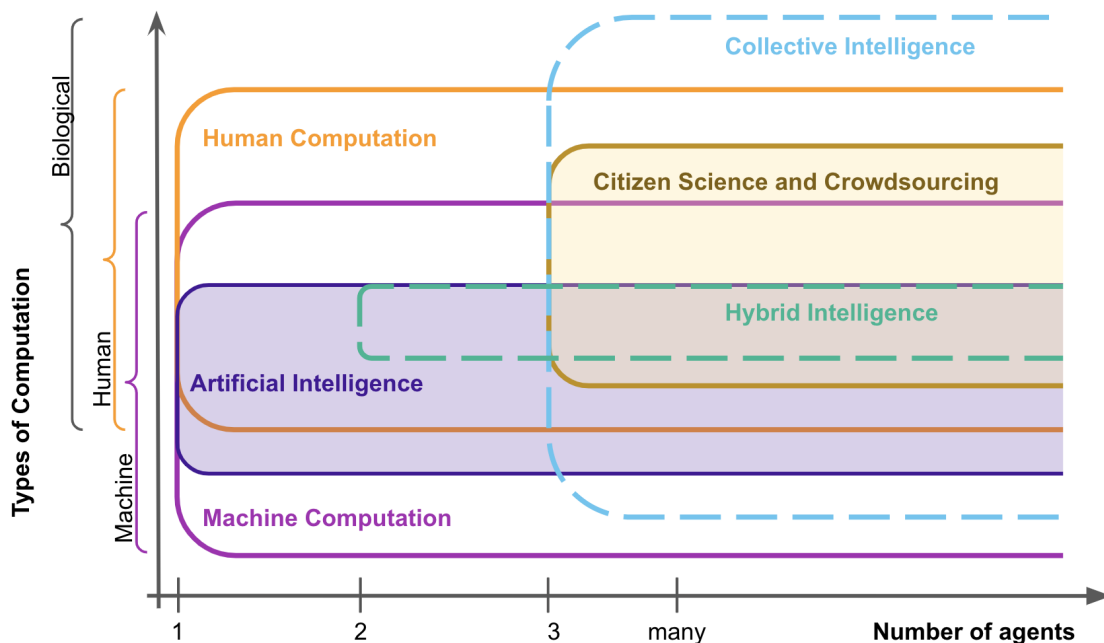 Collective Intelligence
Biological
Human Computation
Citizen Science and Crowdsourcing
Hybrid Intelligence
Types of Computation
Human
Artificial Intelligence
Machine
Machine Computation
1
2
3
many
Number of agents